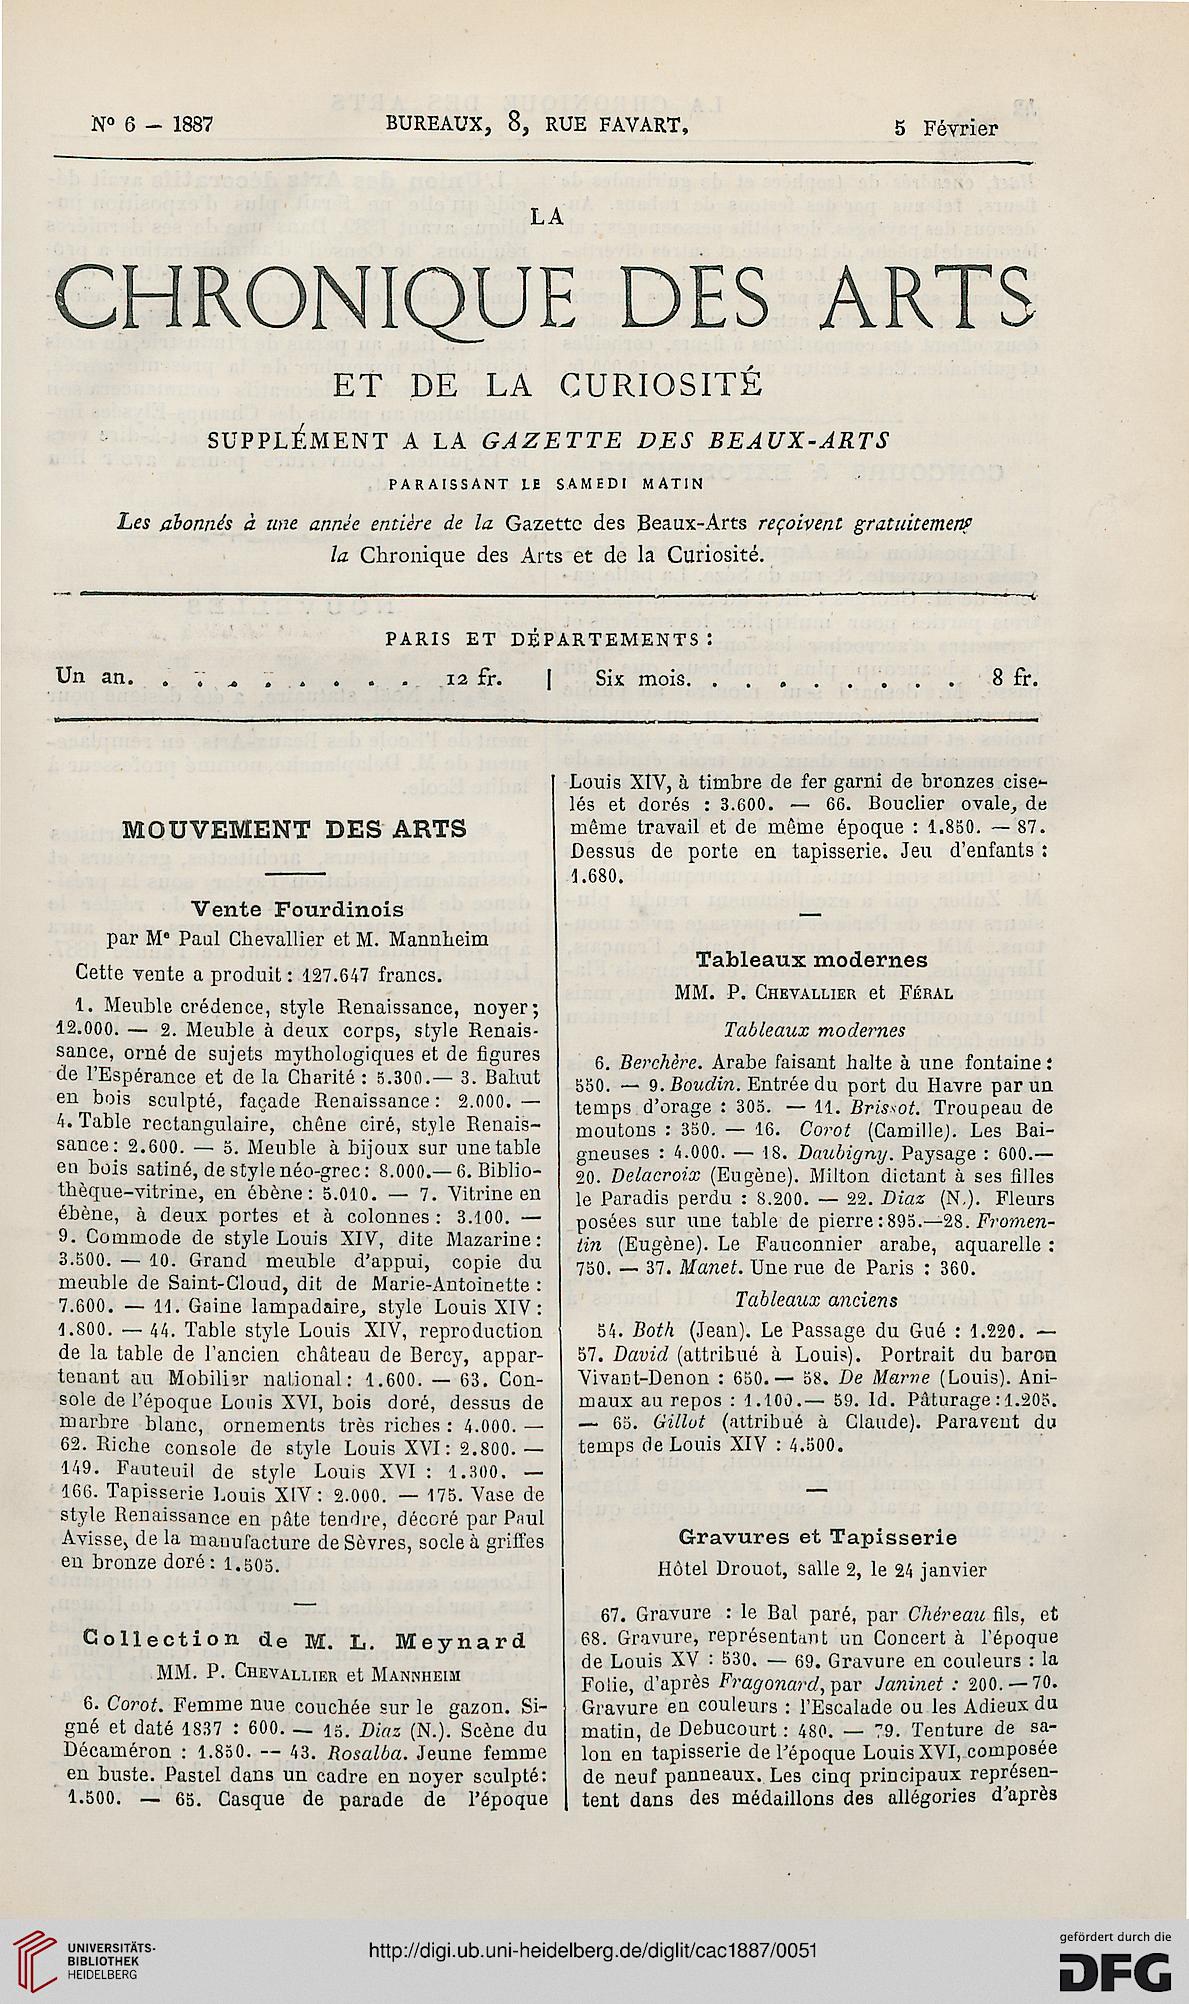 N° 6 — 1887 BUREAUX, 8, RUE FAVART, 5 Février
LA
CHRONIQUE DES ARTS
ET DE LA CURIOSITÉ
SUPPLÉMENT A LA GAZETTE DES BEAUX-ARTS
PARAISSANT LE SAMEDI MATIN
Les abonnés à une année entière de la Gazette des Beaux-Arts reçoivent gratuitement
la Chronique des Arts et de la Curiosité.
PARIS ET DÉPARTEMENTS :
Un an. . . . . . . . . 12 fr. | Six mois. . . . . . . . . 8 fr.
MOUVEMENT DES ARTS
Vente Fourdinois
par Me Paul Chevallier et M. Mannheim
Cette vente a produit : 127.647 francs.
1. Meuble crédence, style Renaissance, noyer;
12.000. — 2. Meuble à deux corps, style Renais-
sance, orné de sujets mythologiques et de figures
de l'Espérance et de la Charité : 5.300. — 3. Bahut
en bois sculpté, façade Renaissance : 2.000. —
4. Table rectangulaire, chêne ciré, style Renais-
sance : 2.600. — 5. Meuble à bijoux sur une table
en bois satiné, de style néo-grec : 8.000. — 6. Biblio-
thèque-vitrine, en ébène : 5.010. — 7. Vitrine en
ébène, à deux portes et à colonnes : 3.100. —
9. Commode de style Louis XIV, dite Mazarine :
3.500. — 10. Grand meuble d'appui, copie du
meuble de Saint-Cloud, dit de Marie-Antoinette :
7.600. — 11. Gaine lampadaire, style Louis XIV :
1.800. — 44. Table style Louis XIV, reproduction
de la table de l'ancien château de Bercy, appar-
tenant au Mobilier national : 1.600. — 63. Con-
sole de l'époque Louis XVI, bois doré, dessus de
marbre blanc, ornements très riches : 4.000. —
62. Riche console de style Louis XVI : 2.800. —
149. Fauteuil de style Louis XVI : 1.300. —
166. Tapisserie Louis XIV : 2.000. — 175. Vase de
style Renaissance en pâte tendre, décoré par Paul
Avisse, de la manufacture de Sèvres, socle à griffes
en bronze doré : 1.505.
Collection de M. L. Meynard
MM. P. CHEVALLIER et MANNHEIM
6. Corot. Femme nue couchée sur le gazon. Si-
gné et daté 1837 : 600. — 15. Diaz (N.). Scène du
Décaméron : 1.850. -- 43. Rosalba. Jeune femme
en buste. Pastel dans un cadre en noyer sculpté :
1.500. — 65. Casque de parade de l'époque
Louis XIV, à timbre de fer garni de bronzes cise-
lés et dorés : 3.600. — 66. Bouclier ovale, de
même travail et de même époque : 1.850. — 87.
Dessus de porte en tapisserie. Jeu d'enfants :
1.680.
Tableaux modernes
MM. P. CHEVALLIER et FÉRAL
Tableaux modernes
6. Berchère. Arabe faisant halte à une fontaine :
550. — 9. Boudin. Entrée du port du Havre par un
temps d'orage : 305. — 11. Brissot. Troupeau de
moutons : 350. — 16. Corot (Camille). Les Bai-
gneuses : 4.000. — 18. Daubigny. Paysage : 600. —
20. Delacroix (Eugène). Milton dictant à ses filles
le Paradis perdu : 8.200. — 22. Diaz (N.). Fleurs
posées sur une table de pierre : 895. — 28. Fromen-
tin (Eugène). Le Fauconnier arabe, aquarelle :
750. — 37. Manet. Une rue de Paris : 360.
Tableaux anciens
54. Both (Jean). Le Passage du Gué : 1.220. —
57. David (attribué à Louis). Portrait du baron
Vivant-Denon : 650. — 58. De Marne (Louis). Ani-
maux au repos : 1.100. — 59. Id. Pâturage : 1.205.
— 65. Gillot (attribué à Claude). Paravent du
temps de Louis XIV : 4.500.
Gravures et Tapisserie
Hôtel Drouot, salle 2, le 24 janvier
67. Gravure : le Bal paré, par Chéreau fils, et
68. Gravure, représentant un Concert à l'époque
de Louis XV : 530. — 69. Gravure en couleurs : la
Folie, d'après Fragonard, par Janinet : 200. — 70.
Gravure en couleurs : l'Escalade ou les Adieux du
matin, de Debucourt : 480. — 79. Tenture de sa-
lon en tapisserie de l'époque Louis XVI, composée
de neuf panneaux. Les cinq principaux représen-
tent dans des médaillons des allégories d'après
UNIVERSITÄTS-
BIBLIOTHEK
HEIDELBERG
http://digi.ub.uni-heidelberg.de/diglit/cac1887/0051
gefördert durch die
DFG